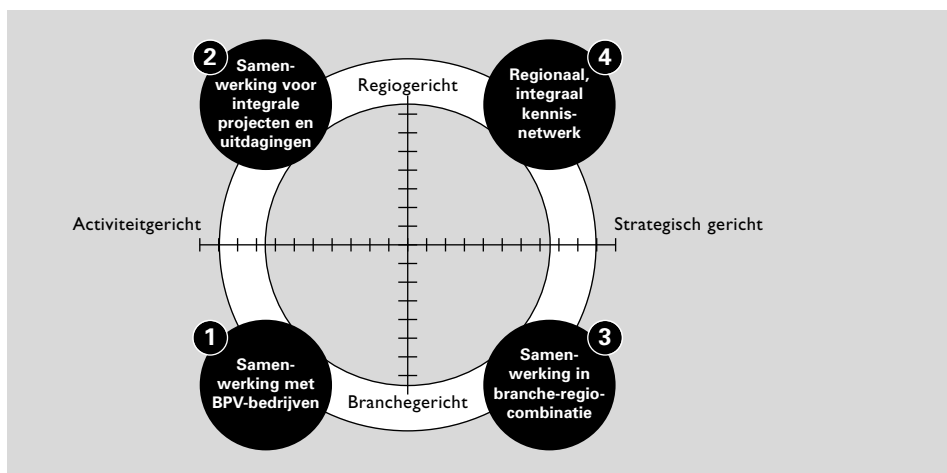 2
Samen-
werking voor
integrale
projecten en
uitdagingen
Regiogericht
4
Regionaal,
integraal
kennis-
netwerk
Activiteitgericht
Strategisch gericht
1
Samen-
werking met
BPV-bedrijven
Branchegericht
3
Samen-
werking in
branche-regio-
combinatie